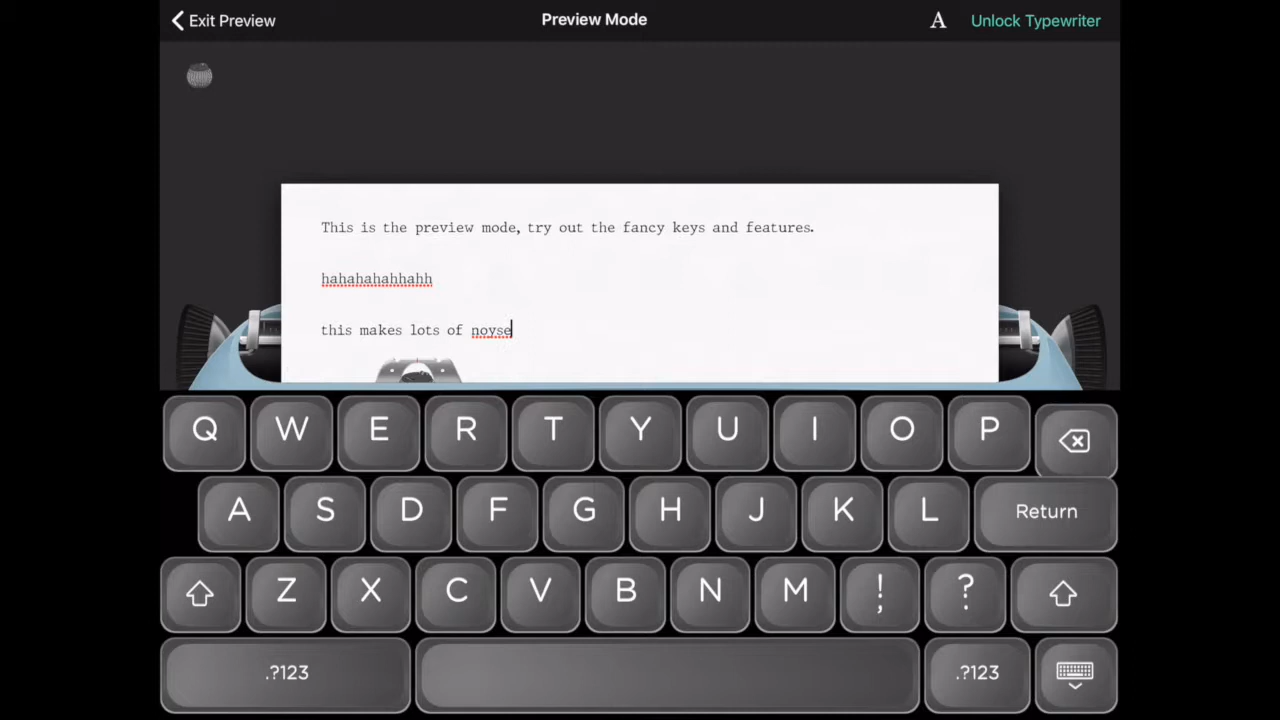 Exit Preview Preview Mode A Unlock Typewriter
This is the preview mode, try out the fancy keys and features.
hahahahahhahh
this makes lots of noyse
Q W E R T Y U I O P
A S D F G H J K L Return
Z X C V B N M ! , ? .
.?123 .?123